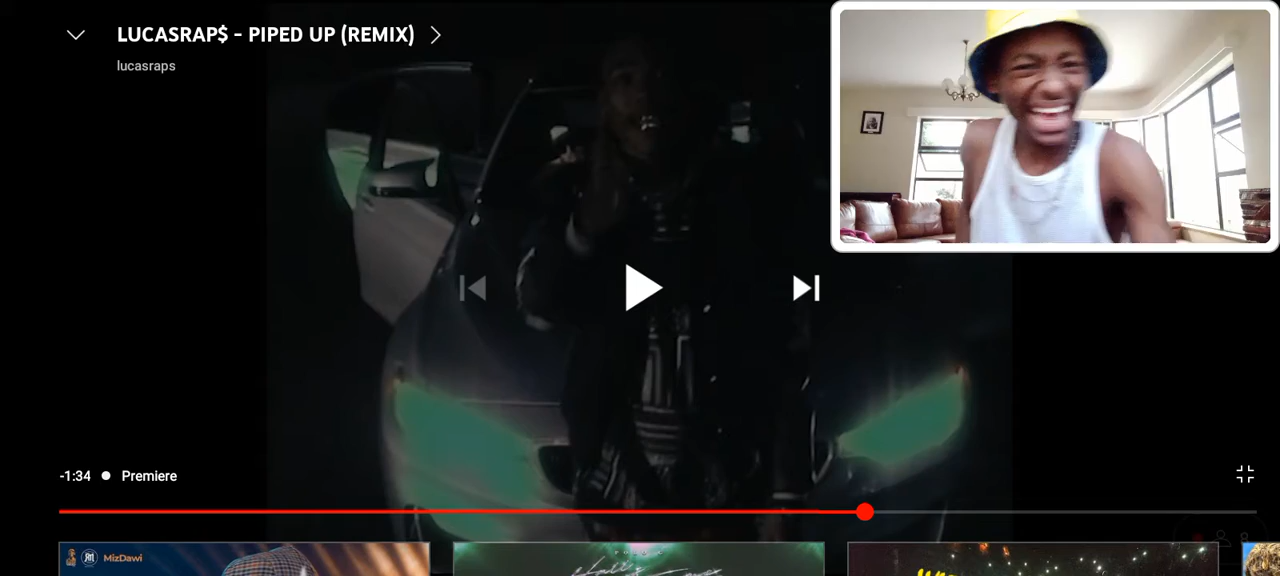 LUCASRAP$ - PIPED UP (REMIX)
lucasraps
-1:34 ● Premiere
MizDawi